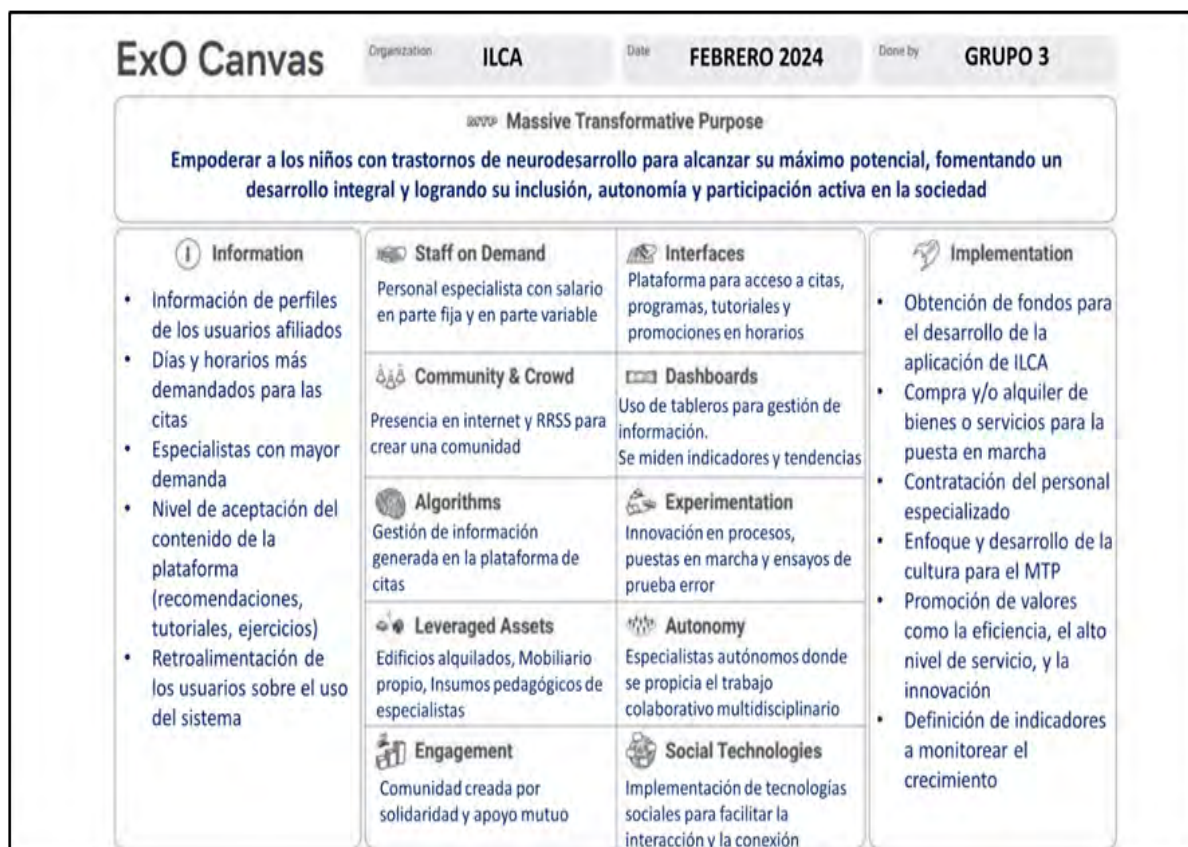 ExO Canvas
Organization
ILCA
Date
FEBRERO 2024
Done by
GRUPO 3
MTP Massive Transformative Purpose
Empoderar a los niños con trastornos de neurodesarrollo para alcanzar su máximo potencial, fomentando un
desarrollo integral y logrando su inclusión, autonomía y participación activa en la sociedad
Information
• Información de perfiles
de los usuarios afiliados
• Días y horarios más
demandados para las
citas
• Especialistas con mayor
demanda
• Nivel de aceptación del
contenido de la
plataforma
(recomendaciones,
tutoriales, ejercicios)
• Retroalimentación de
los usuarios sobre el uso
del sistema
Staff on Demand
Personal especialista con salario
en parte fija y en parte variable
Community & Crowd
Presencia en internet y RRSS para
crear una comunidad
Algorithms
Gestión de información
generada en la plataforma de
citas
Leveraged Assets
Edificios alquilados, Mobiliario
propio, Insumos pedagógicos de
especialistas
Engagement
Comunidad creada por
solidaridad y apoyo mutuo
Interfaces
Plataforma para acceso a citas,
programas, tutoriales y
promociones en horarios
Dashboards
Uso de tableros para gestión de
información.
Se miden indicadores y tendencias
Experimentation
Innovación en procesos,
puestas en marcha y ensayos de
prueba error
Autonomy
Especialistas autónomos donde
se propicia el trabajo
colaborativo multidisciplinario
Social Technologies
Implementación de tecnologías
sociales para facilitar la
interacción y la conexión
Implementation
• Obtención de fondos para
el desarrollo de la
aplicación de ILCA
• Compra y/o alquiler de
bienes o servicios para la
puesta en marcha
• Contratación del personal
especializado
• Enfoque y desarrollo de la
cultura para el MTP
• Promoción de valores
como la eficiencia, el alto
nivel de servicio, y la
innovación
• Definición de indicadores
a monitorear el
crecimiento